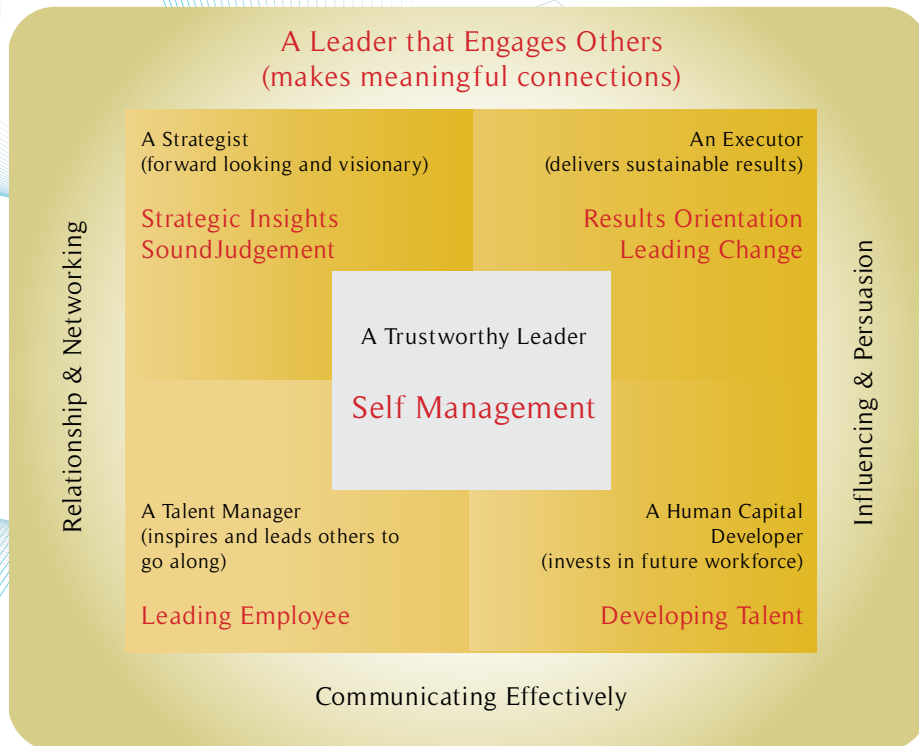 A Leader that Engages Others
(makes meaningful connections)
A Strategist
(forward looking and visionary)
Strategic Insights
SoundJudgement
An Executor
(delivers sustainable results)
Results Orientation
Leading Change
Relationship & Networking
A Trustworthy Leader
Self Management
Influencing & Persuasion
A Talent Manager
(inspires and leads others to
go along)
Leading Employee
A Human Capital
Developer
(invests in future workforce)
Developing Talent
Communicating Effectively